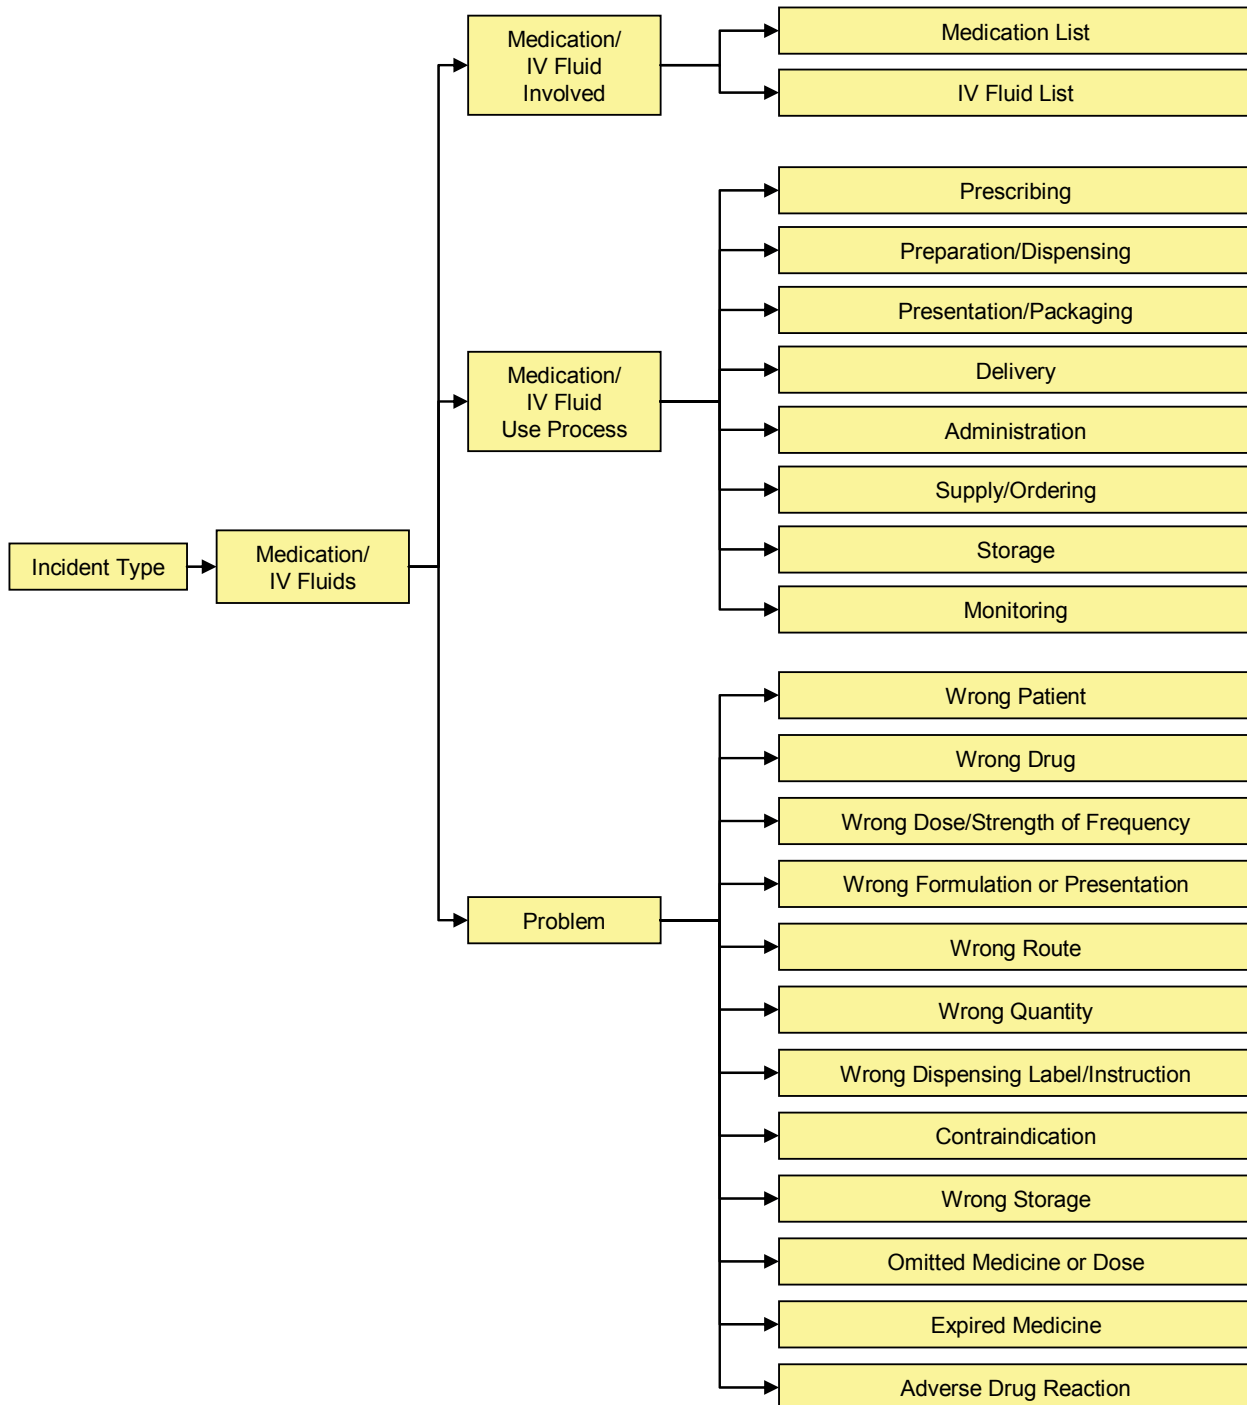 Incident Type
Medication/
IV Fluids
Medication/
IV Fluid
Involved
Medication List
IV Fluid List
Medication/
IV Fluid
Use Process
Prescribing
Preparation/Dispensing
Presentation/Packaging
Delivery
Administration
Supply/Ordering
Storage
Monitoring
Problem
Wrong Patient
Wrong Drug
Wrong Dose/Strength of Frequency
Wrong Formulation or Presentation
Wrong Route
Wrong Quantity
Wrong Dispensing Label/Instruction
Contraindication
Wrong Storage
Omitted Medicine or Dose
Expired Medicine
Adverse Drug Reaction